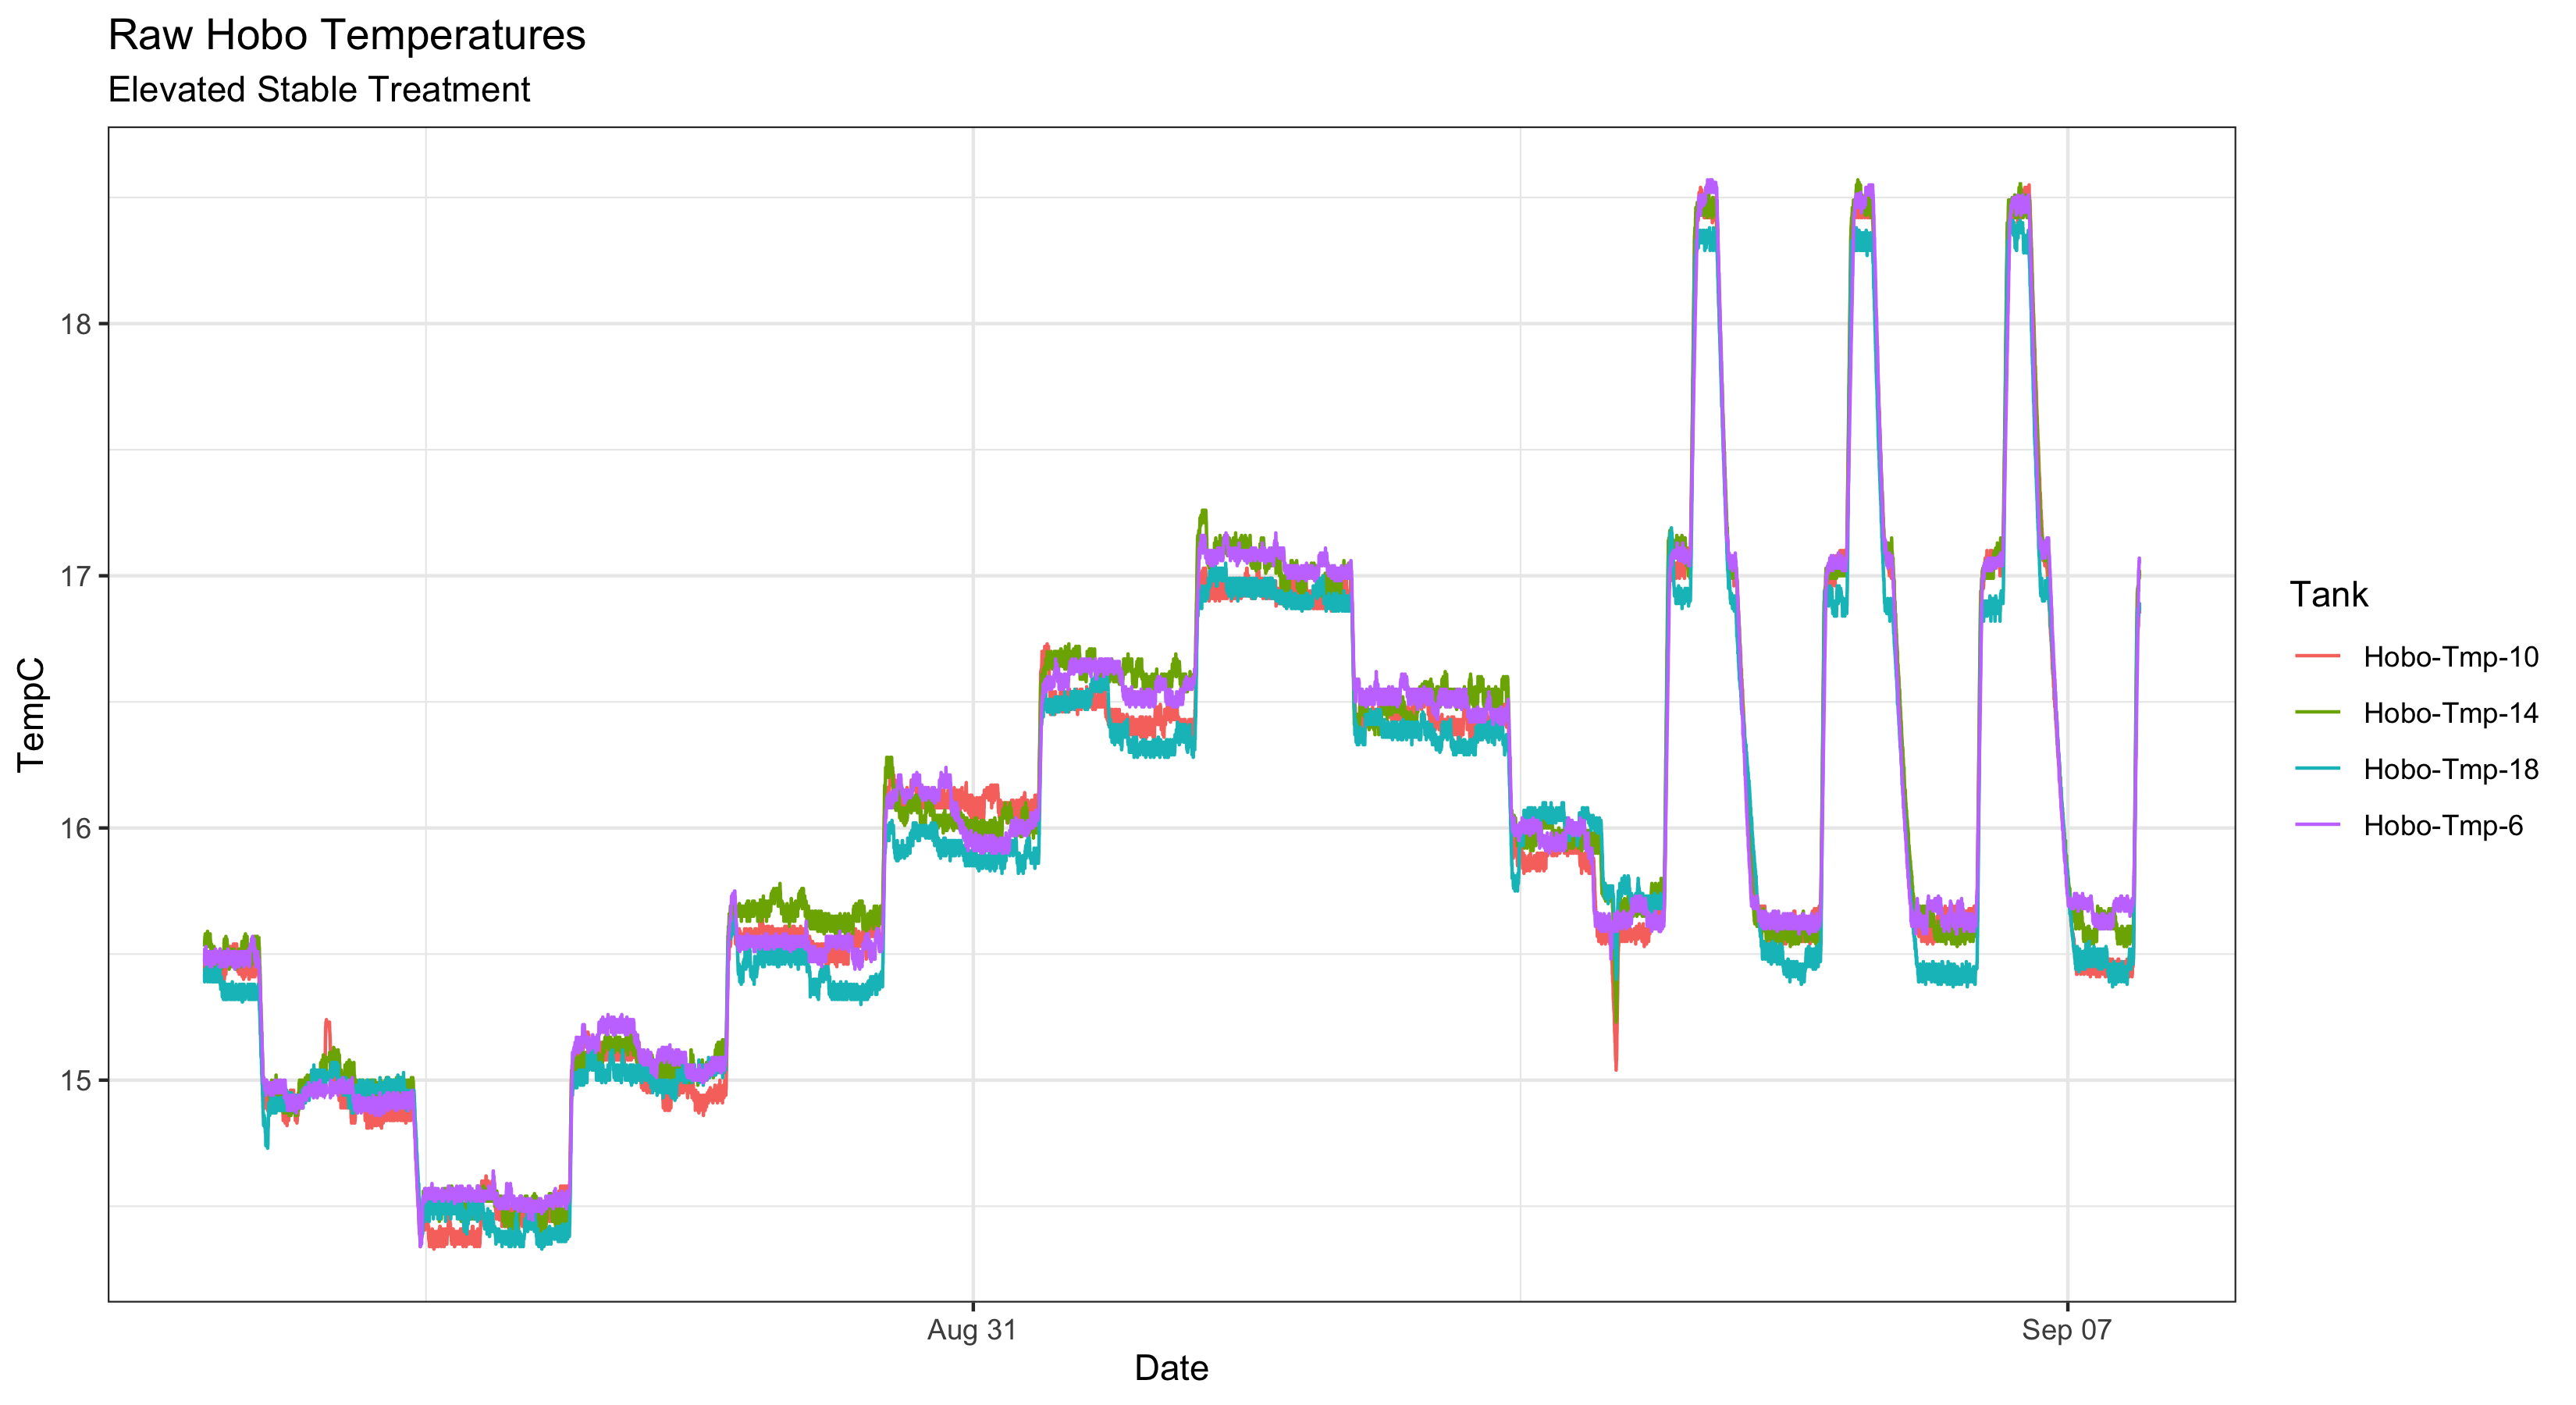 Raw Hobo Temperatures
Elevated Stable Treatment
TempC
18
17
16
15
Aug 31
Sep 07
Date
Tank
Hobo-Tmp-10
Hobo-Tmp-14
Hobo-Tmp-18
Hobo-Tmp-6